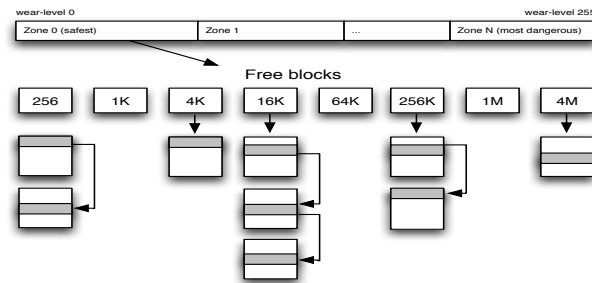 wear-level 0 wear-level 255
Zone 0 (safest) Zone 1 ... Zone N (most dangerous)
Free blocks
256 1K 4K 16K 64K 256K 1M 4M